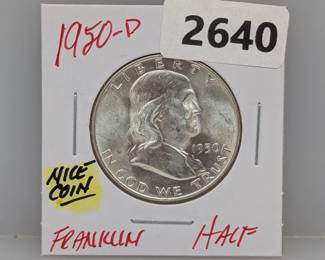 1950-D
2640
LIBERTY
1950
IN GOD WE TRUST
NICE
COIN
FRANKLIN HALF